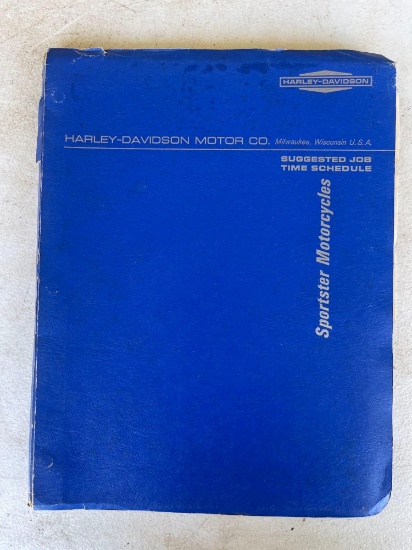 HARLEY-DAVIDSON
HARLEY-DAVIDSON MOTOR CO. Milwaukee, Wisconsin U.S.A.
SUGGESTED JOB
TIME SCHEDULE
Sportster Motorcycles